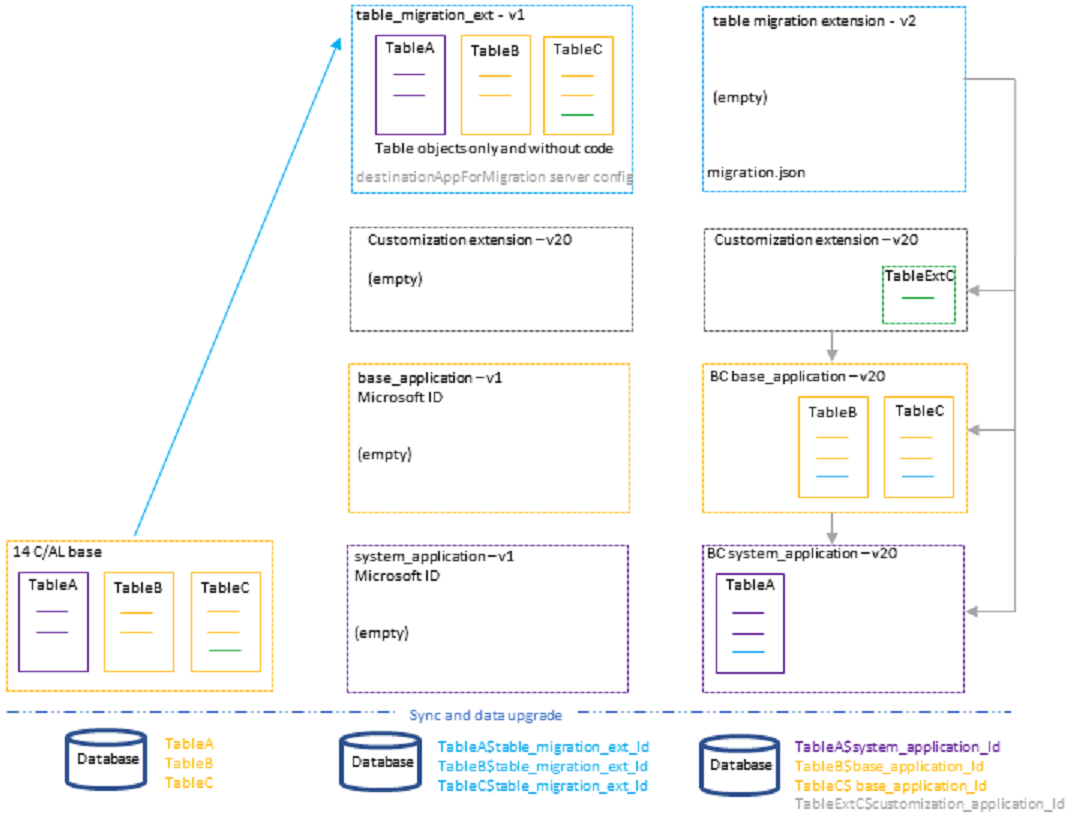 table_migration_ext - v1
TableA
TableB
TableC
Table objects only and without code
destinationAppForMigration server config
table migration extension - v2
(empty)
migration.json
Customization extension – v20
(empty)
Customization extension – v20
TableExtC
base_application – v1
Microsoft ID
(empty)
BC base_application – v20
TableB
TableC
14 C/AL base
TableA
TableB
TableC
system_application – v1
Microsoft ID
(empty)
BC system_application – v20
TableA
Sync and data upgrade
Database
TableA
TableB
TableC
Database
TableA$table_migration_ext_Id
TableB$table_migration_ext_Id
TableC$table_migration_ext_Id
Database
TableA$system_application_Id
TableB$base_application_Id
TableC$ base_application_Id
TableExtC$customization_application_Id